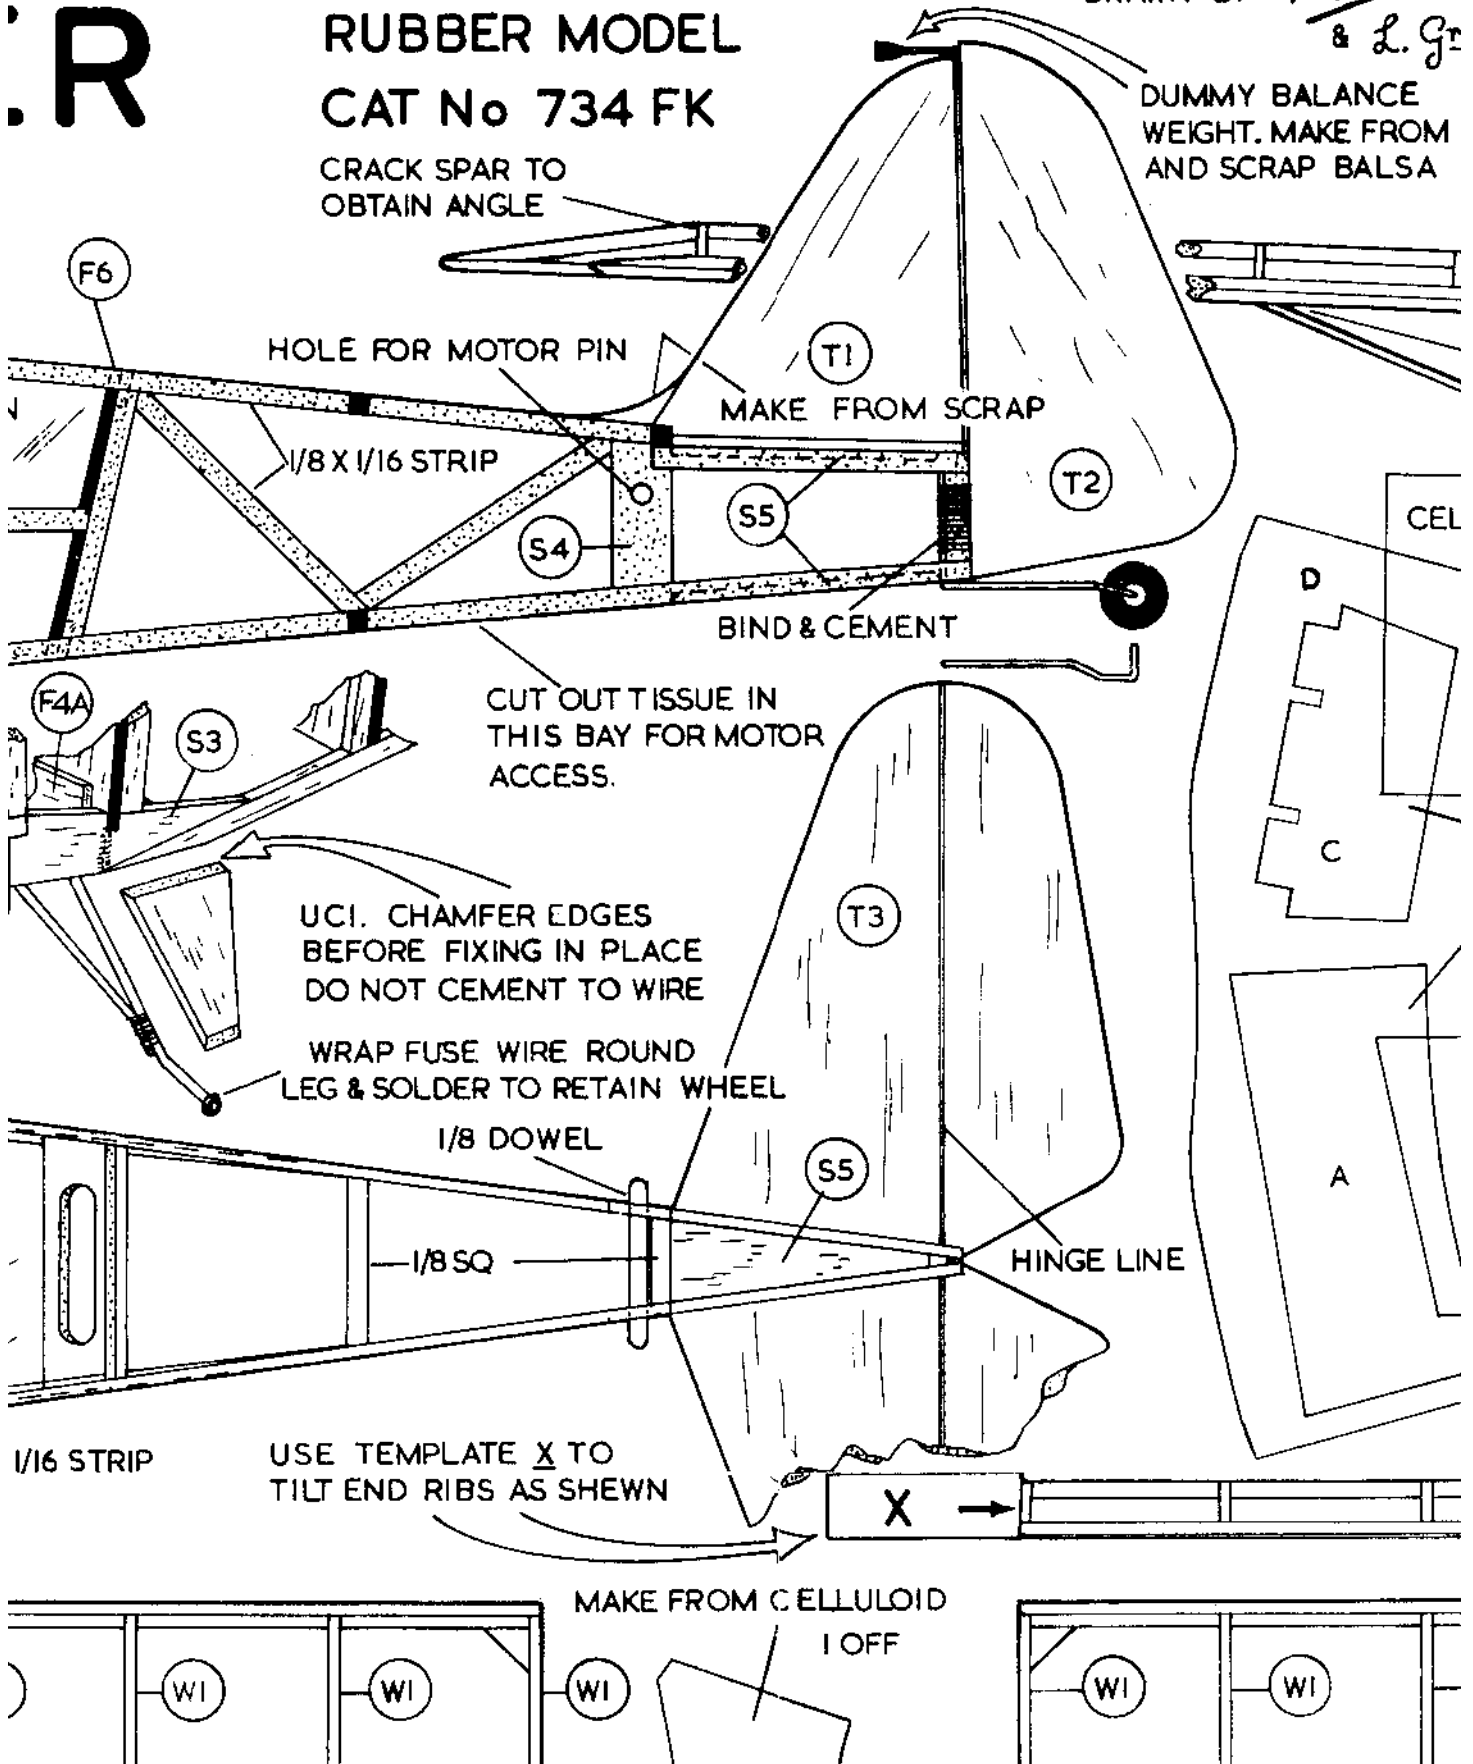 R
RUBBER MODEL
CAT No 734 FK
& L.
DUMMY BALANCE
WEIGHT. MAKE FROM
AND SCRAP BALSA
CRACK SPAR TO
OBTAIN ANGLE
F6
HOLE FOR MOTOR PIN
T1
MAKE FROM SCRAP
1/8 X 1/16 STRIP
T2
S5
S4
CEL
D
BIND & CEMENT
F4A
S3
CUT OUT TISSUE IN
THIS BAY FOR MOTOR
ACCESS.
C
UC1. CHAMFER EDGES
BEFORE FIXING IN PLACE
DO NOT CEMENT TO WIRE
T3
WRAP FUSE WIRE ROUND
LEG & SOLDER TO RETAIN WHEEL
1/8 DOWEL
S5
A
1/8 SQ
HINGE LINE
1/16 STRIP
USE TEMPLATE X TO
TILT END RIBS AS SHEWN
X
MAKE FROM CELLULOID
1 OFF
W1
W1
W1
W1
W1